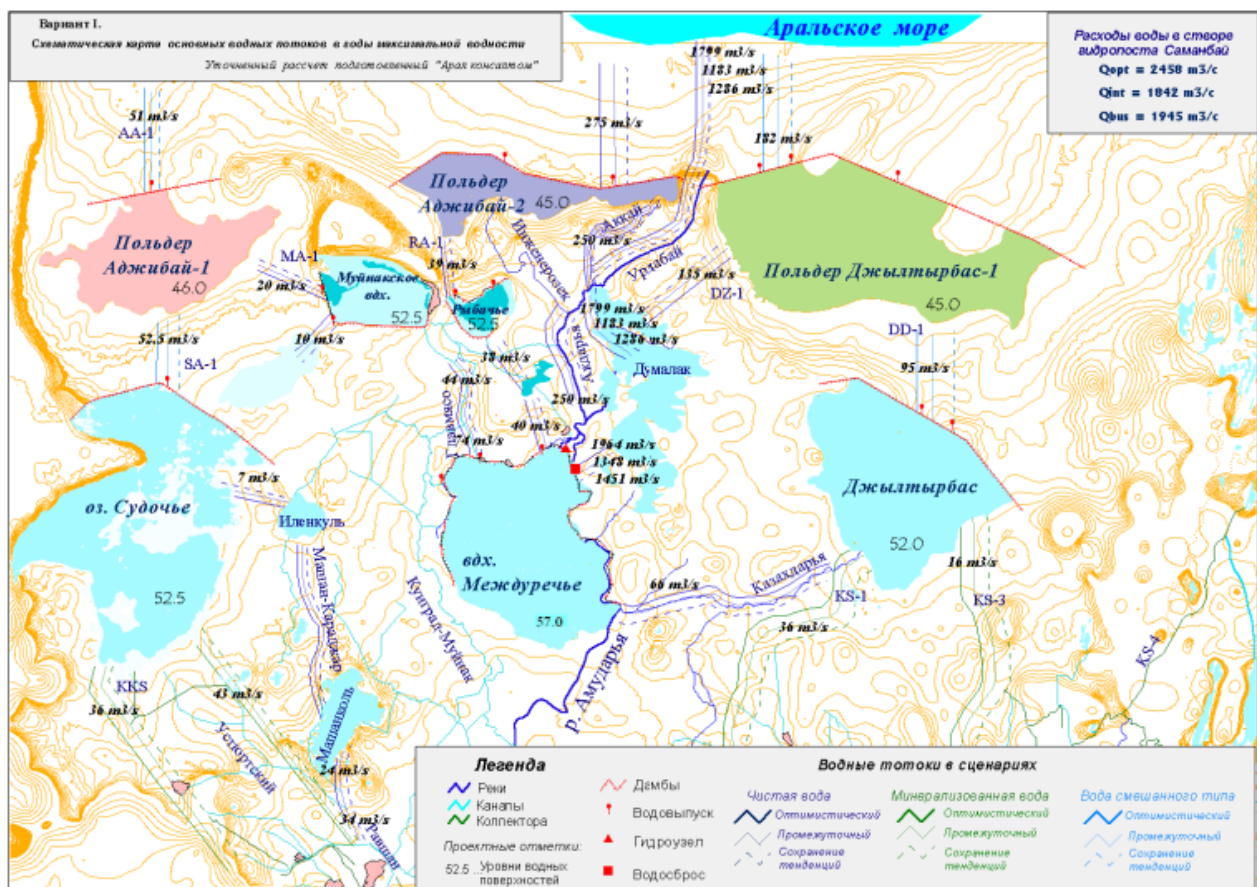 Вариант I.
Схематическая карта основных водных потоков в годы максимальной водности
Уточненный рассчет подготовленный "Арал консалтом"
Аральское море
Расходы воды в створе
гидропоста Саманбай
Qopt = 2458 m3/c
Qint = 1842 m3/c
Qbus = 1945 m3/c
1799 m3/s
1183 m3/s
1286 m3/s
51 m3/s
AA-1
275 m3/s
182 m3/s
Польдер
Аджибай-2
45.0
Польдер
Аджибай-1
46.0
MA-1
20 m3/s
RA-1
39 m3/s
Инженерозек
Аккай
250 m3/s
Урдабай
135 m3/s
DZ-1
Польдер Джылтырбас-1
45.0
Муйнакское
вдх.
52.5
Рыбачье
52.5
52.5 m3/s
SA-1
10 m3/s
1799 m3/s
1183 m3/s
1286 m3/s
Думалак
Акдарья
DD-1
95 m3/s
38 m3/s
44 m3/s
250 m3/s
40 m3/s
74 m3/s
Главмясо
1964 m3/s
1348 m3/s
1451 m3/s
7 m3/s
оз. Судочье
52.5
Иленкуль
Джылтырбас
52.0
вдх.
Междуречье
57.0
Машан-Караджар
Кунград-Муйнак
66 m3/s
Казахдарья
KS-1
36 m3/s
16 m3/s
KS-3
KS-4
р. Амударья
KKS
36 m3/s
43 m3/s
Устюртский
Машанколь
24 m3/s
34 m3/s
Раушан
Легенда
Реки
Каналы
Коллектора
Проектные отметки:
52.5 Уровни водных
поверхностей
Дамбы
Водовыпуск
Гидроузел
Водосброс
Водные тотоки в сценариях
Чистая вода
Оптимистический
Промежуточный
Сохранение
тенденций
Минерализованная вода
Оптимистический
Промежуточный
Сохранение
тенденций
Вода смешанного типа
Оптимистический
Промежуточный
Сохранение
тенденций